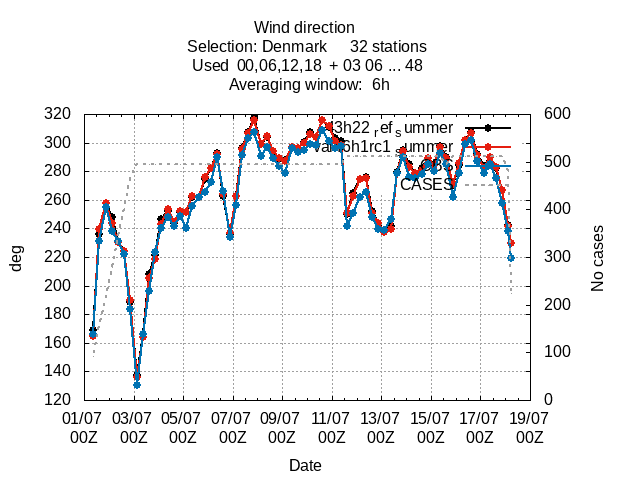 Wind direction
Selection: Denmark 32 stations
Used 00,06,12,18 + 03 06 ... 48
Averaging window: 6h
320 600
300 500
280
260 400
240 300
220
200 200
180
160 100
140
120 0
CASES
deg
No cases
01/07 03/07 05/07 07/07 09/07 11/07 13/07 15/07 17/07 19/07
00Z 00Z 00Z 00Z 00Z 00Z 00Z 00Z 00Z 00Z
Date